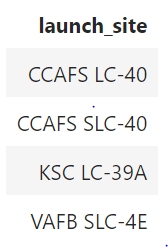 launch_site
CCAFS LC-40
CCAFS SLC-40
KSC LC-39A
VAFB SLC-4E